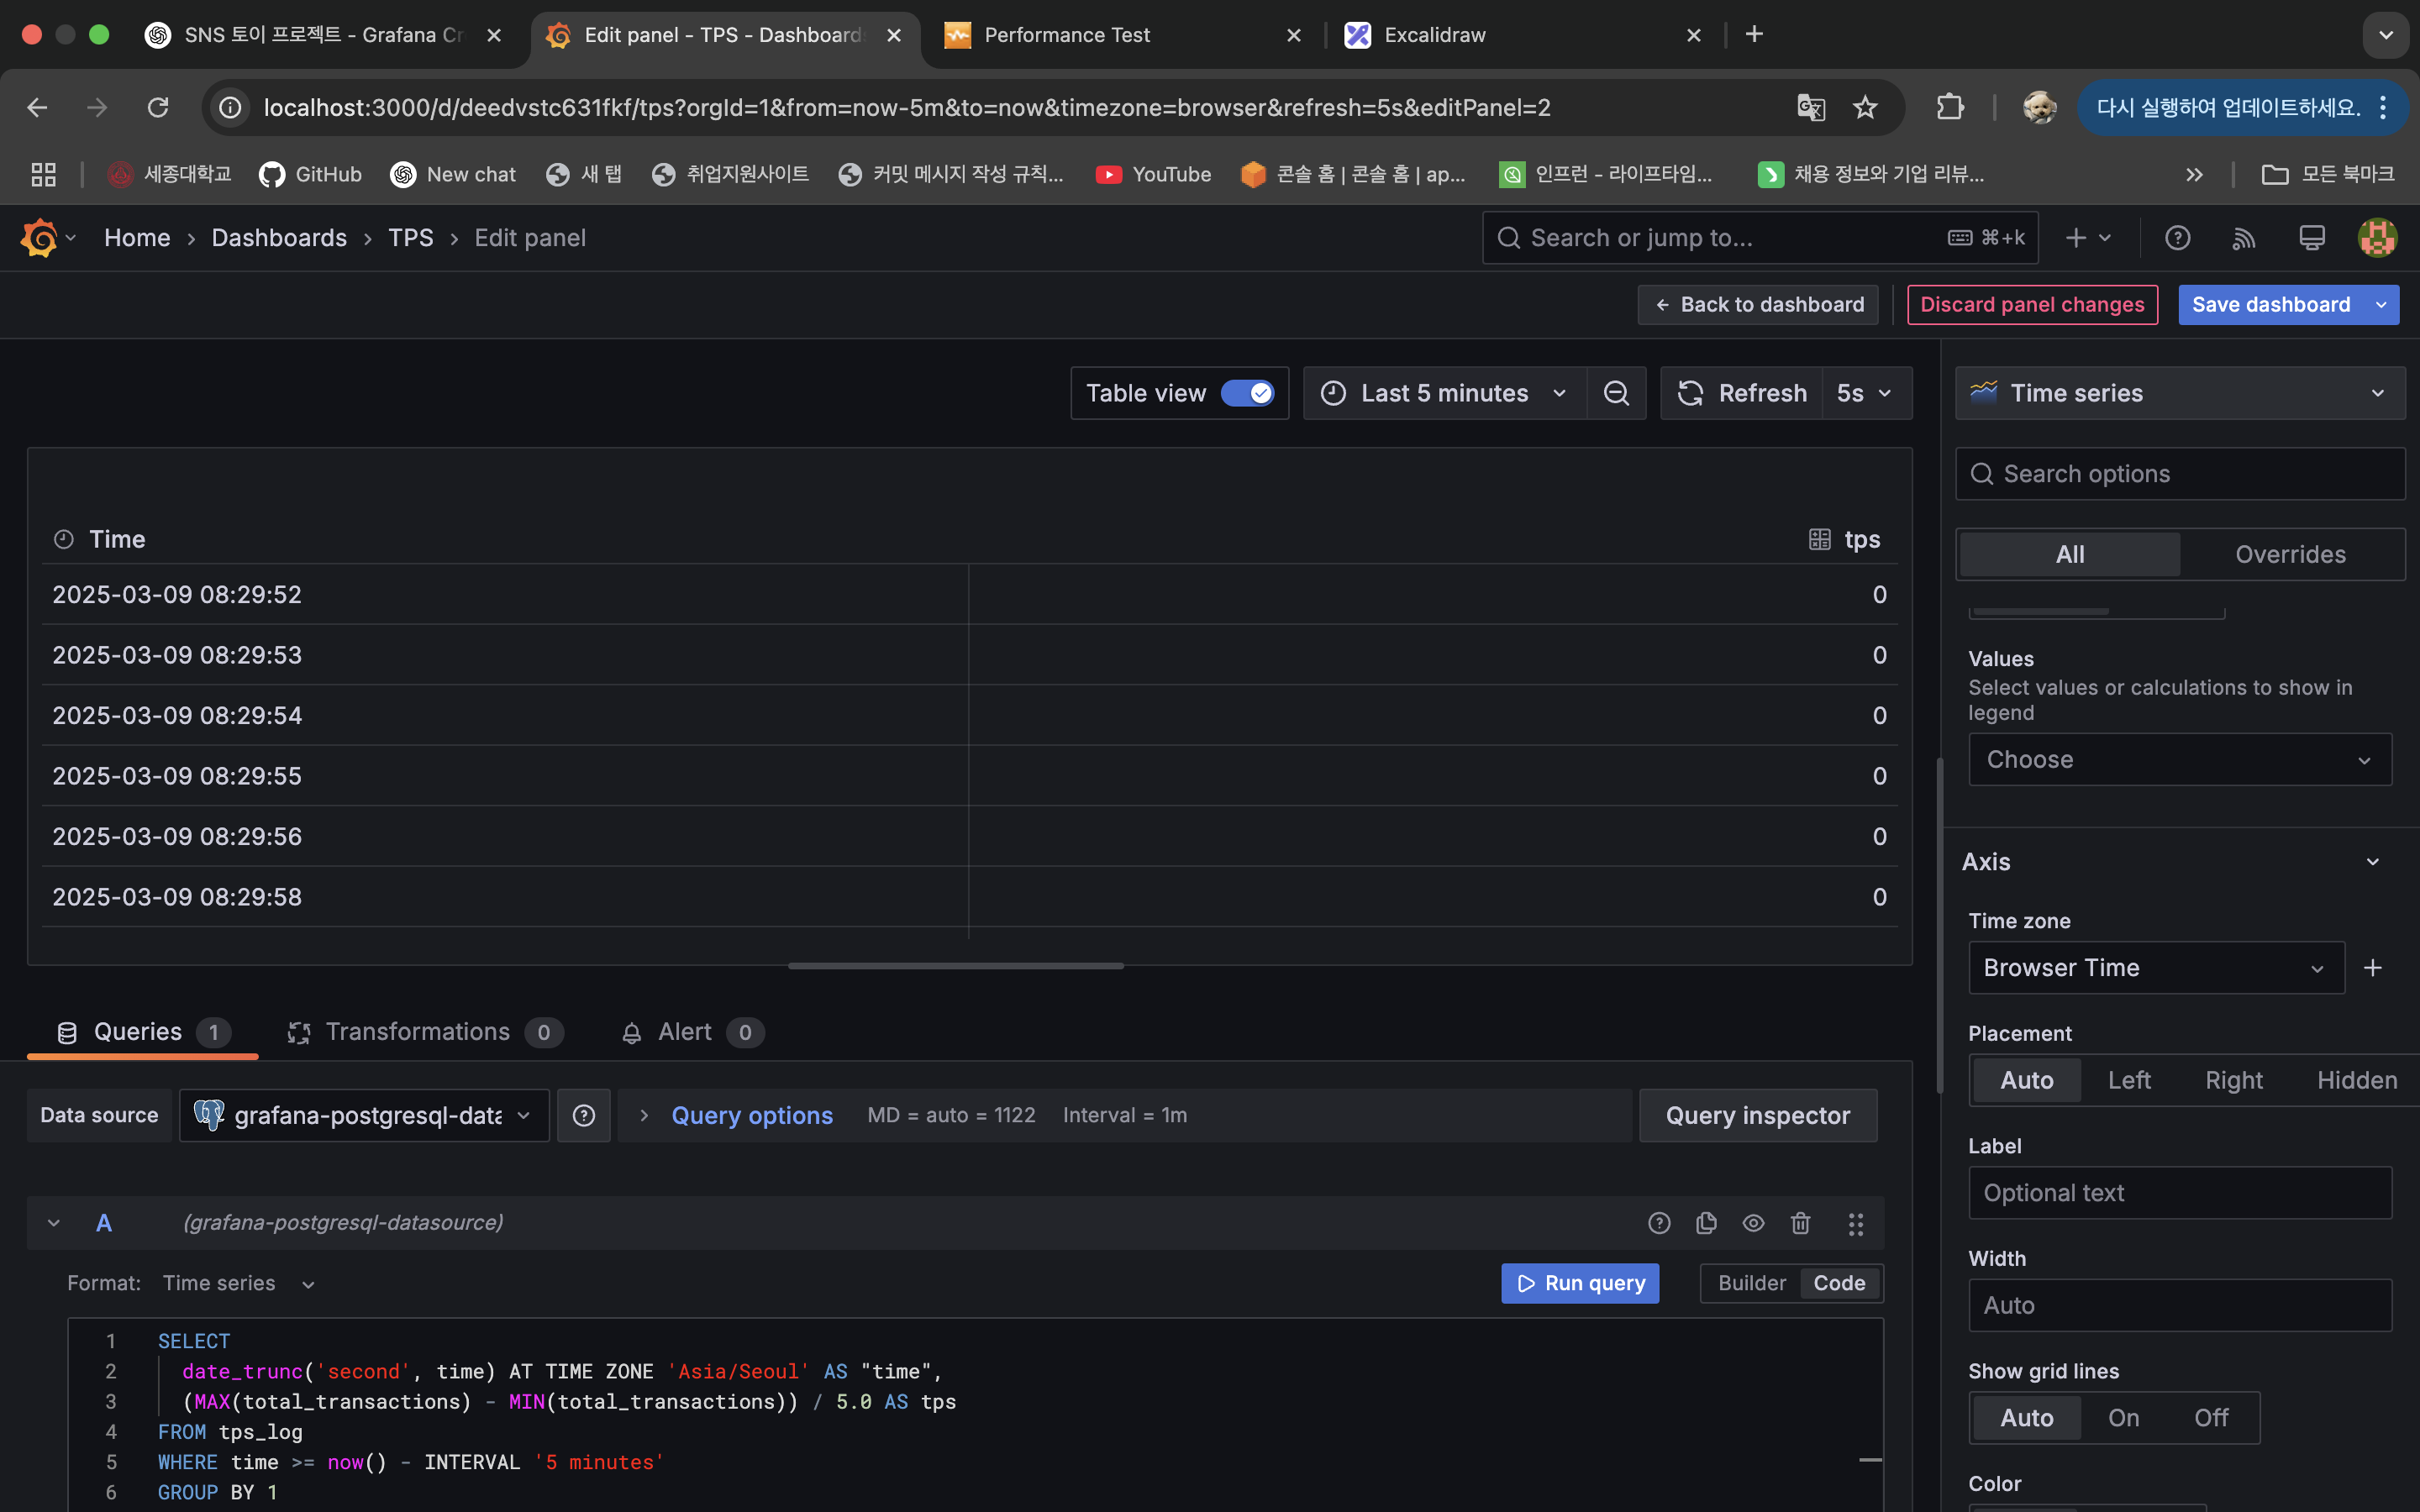 SNS 토이 프로젝트 - Grafana Cr
Edit panel - TPS - Dashboard
Performance Test
Excalidraw
localhost:3000/d/deedvstc631fkf/tps?orgId=1&from=now-5m&to=now&timezone=browser&refresh=5s&editPanel=2
다시 실행하여 업데이트하세요.
세종대학교
GitHub
New chat
새 탭
취업지원사이트
커밋 메시지 작성 규칙...
YouTube
콘솔 홈 | 콘솔 홈 | ap...
인프런 - 라이프타임...
채용 정보와 기업 리뷰...
모든 북마크
Home › Dashboards › TPS › Edit panel
Search or jump to... ⌘+k
← Back to dashboard
Discard panel changes
Save dashboard
Table view
Last 5 minutes
Refresh
5s
Time tps
2025-03-09 08:29:52 0
2025-03-09 08:29:53 0
2025-03-09 08:29:54 0
2025-03-09 08:29:55 0
2025-03-09 08:29:56 0
2025-03-09 08:29:58 0
Queries 1
Transformations 0
Alert 0
Data source
grafana-postgresql-data
Query options
MD = auto = 1122
Interval = 1m
Query inspector
A
(grafana-postgresql-datasource)
Format: Time series
Run query
Builder Code
1 SELECT
2 date_trunc('second', time) AT TIME ZONE 'Asia/Seoul' AS "time",
3 (MAX(total_transactions) - MIN(total_transactions)) / 5.0 AS tps
4 FROM tps_log
5 WHERE time >= now() - INTERVAL '5 minutes'
6 GROUP BY 1
Time series
Search options
All Overrides
Values
Select values or calculations to show in
legend
Choose
Axis
Time zone
Browser Time
Placement
Auto Left Right Hidden
Label
Optional text
Width
Auto
Show grid lines
Auto On Off
Color